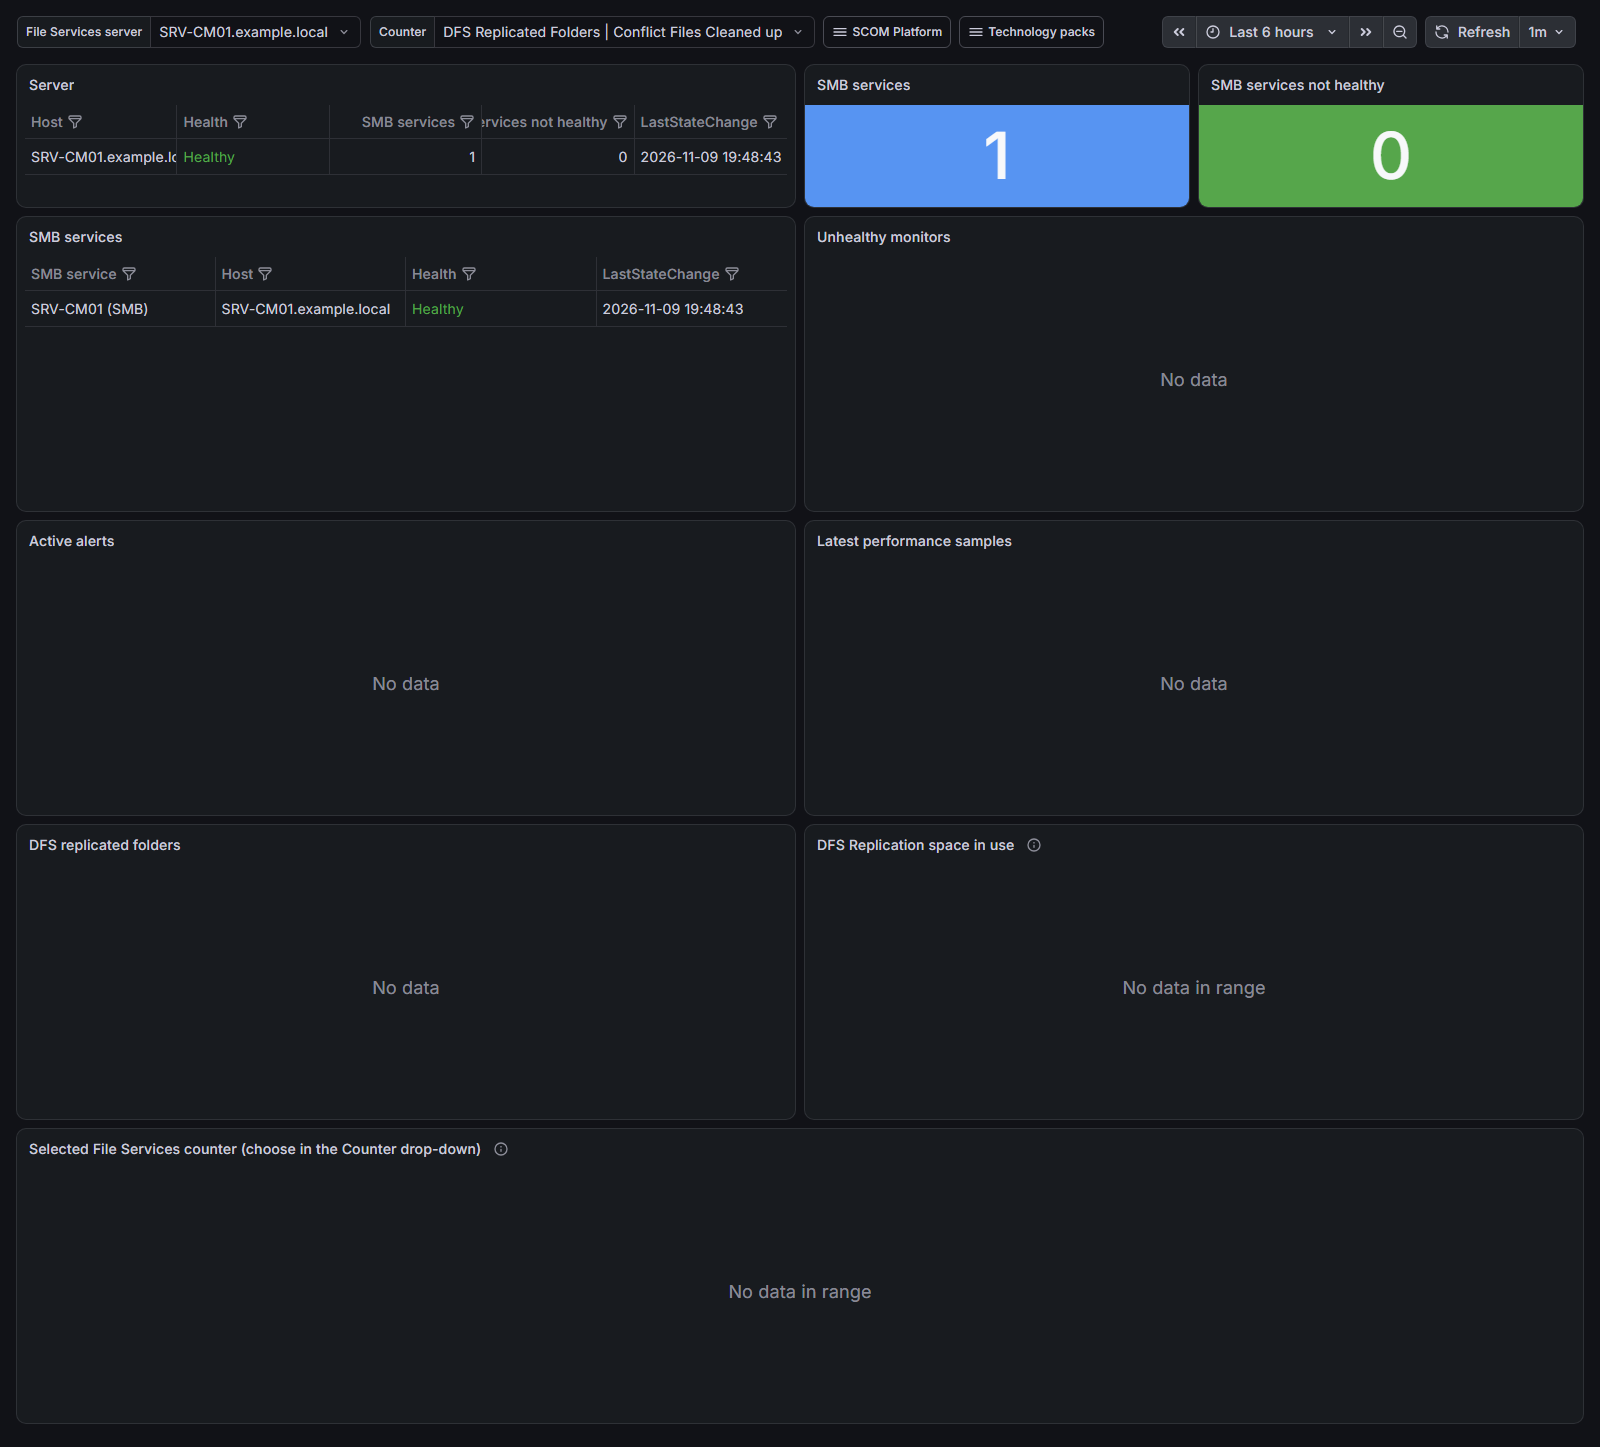 File Services server SRV-CM01.example.local Counter DFS Replicated Folders | Conflict Files Cleaned up SCOM Platform Technology packs Last 6 hours Refresh 1m
Server
Host Health SMB services ervices not healthy LastStateChange
SRV-CM01.example.lo Healthy 1 0 2026-11-09 19:48:43
SMB services
1
SMB services not healthy
0
SMB services
SMB service Host Health LastStateChange
SRV-CM01 (SMB) SRV-CM01.example.local Healthy 2026-11-09 19:48:43
Unhealthy monitors
No data
Active alerts
No data
Latest performance samples
No data
DFS replicated folders
No data
DFS Replication space in use
No data in range
Selected File Services counter (choose in the Counter drop-down)
No data in range